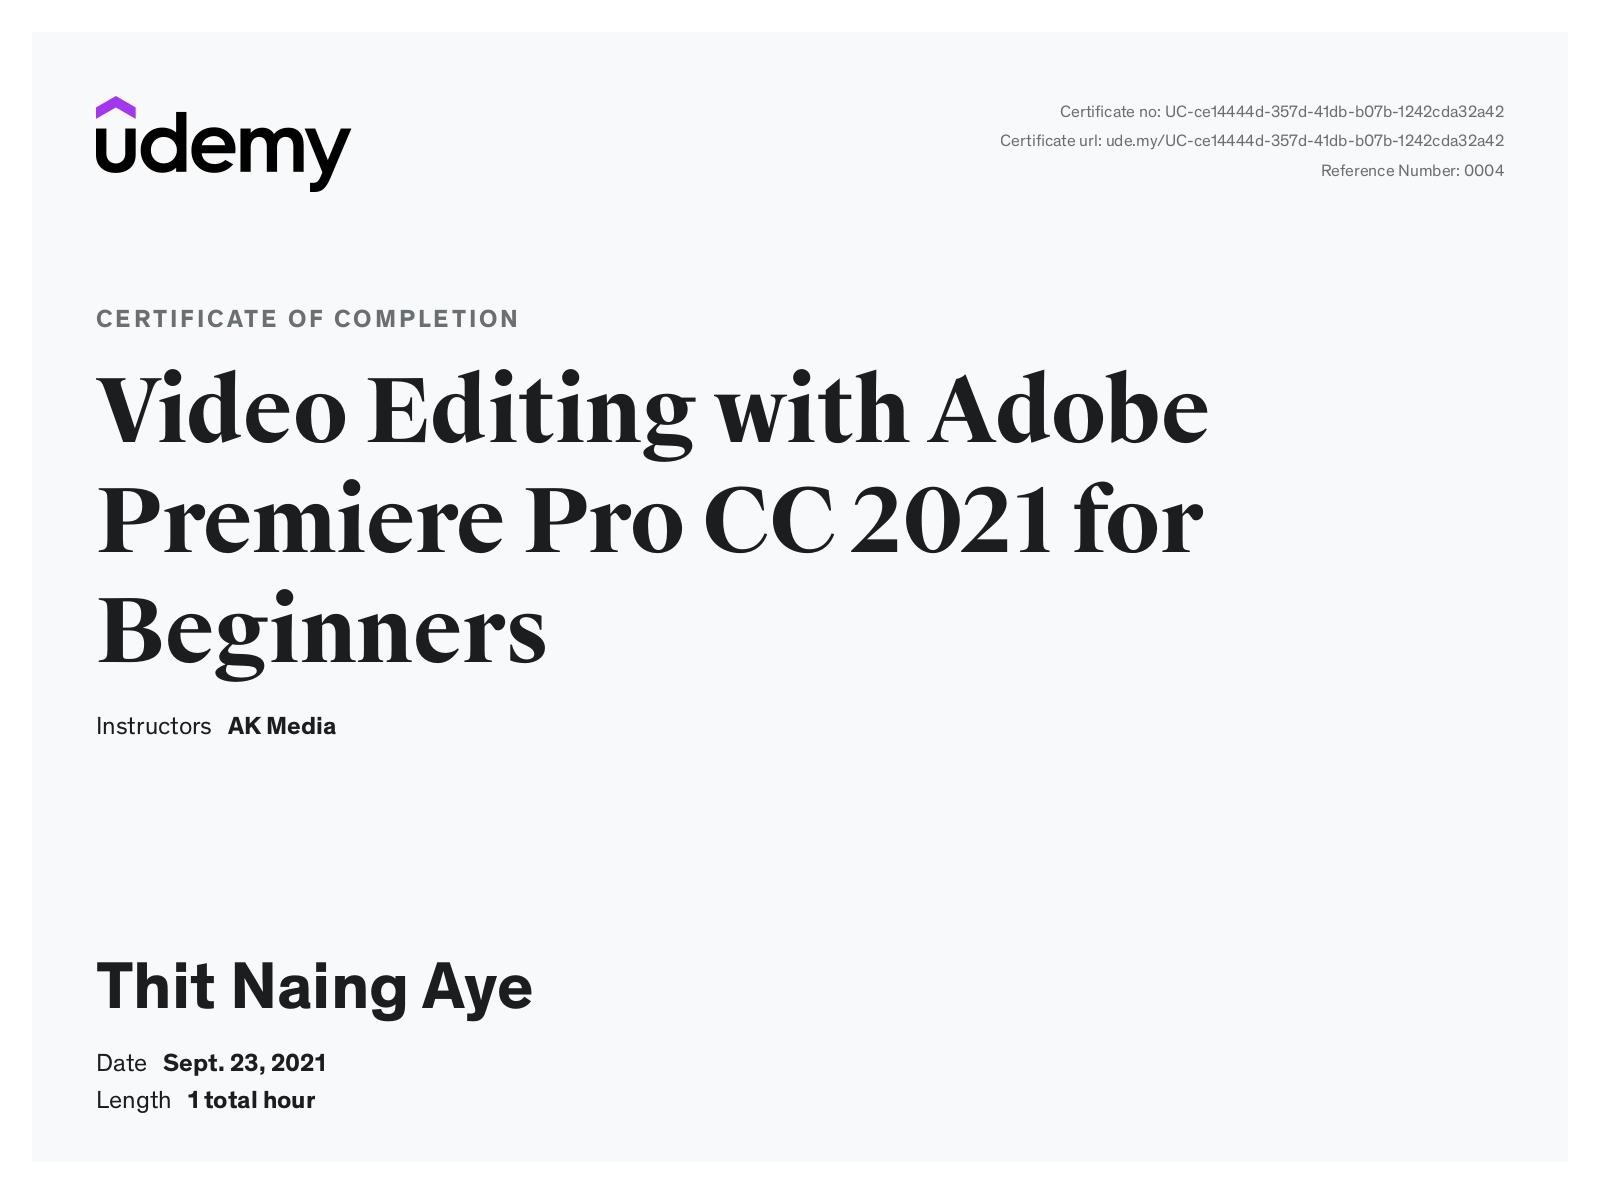 udemy
Certificate no: UC-ce14444d-357d-41db-b07b-1242cda32a42
Certificate url: ude.my/UC-ce14444d-357d-41db-b07b-1242cda32a42
Reference Number: 0004
CERTIFICATE OF COMPLETION
Video Editing with Adobe
Premiere Pro CC 2021 for
Beginners
Instructors AK Media
Thit Naing Aye
Date Sept. 23, 2021
Length 1 total hour